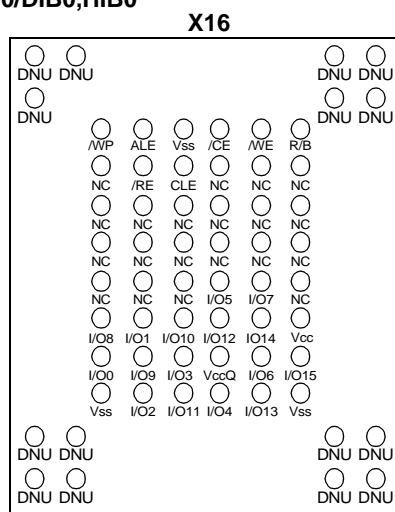 0/DIB0,HIB0
X16
DNU DNU DNU DNU
DNU DNU DNU
/WP ALE Vss /CE /WE R/B
NC /RE CLE NC NC NC
NC NC NC NC NC NC
NC NC NC NC NC NC
NC NC NC I/O5 I/O7 NC
I/O8 I/O1 I/O10 I/O12 IO14 Vcc
I/O0 I/O9 I/O3 VccQ I/O6 I/O15
Vss I/O2 I/O11 I/O4 I/O13 Vss
DNU DNU DNU DNU
DNU DNU DNU DNU